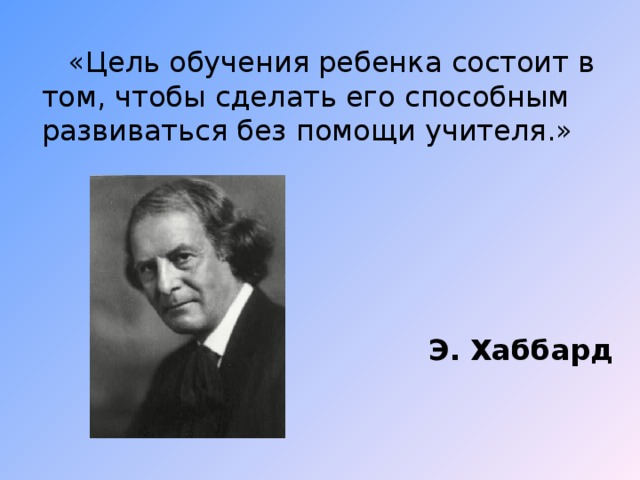 «Цель обучения ребенка состоит в
том, чтобы сделать его способным
развиваться без помощи учителя.»
Э. Хаббард